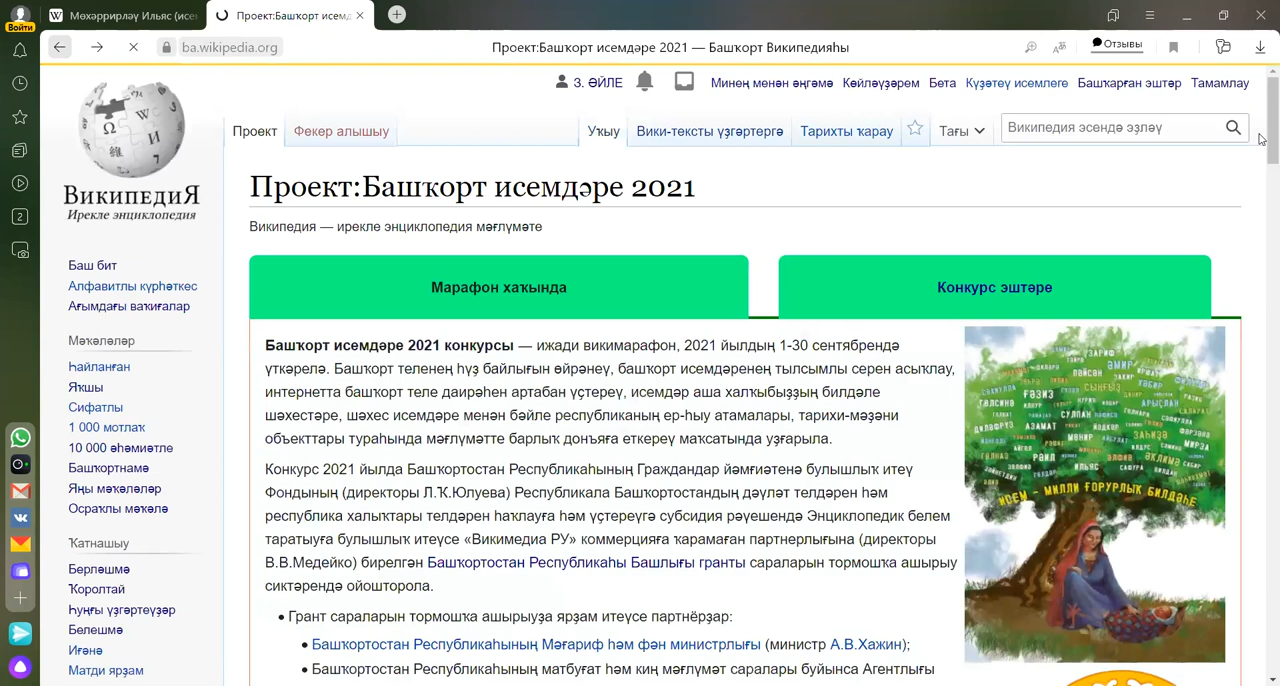 Мөхәррирләү Ильяс (исе
Проект:Башҡорт исемд
Войти
ba.wikipedia.org
Проект:Башҡорт исемдәре 2021 — Башҡорт Википедияһы
Отзывы
З. ӘЙЛЕ
Минең менән әңгәмә
Көйләүҙәрем
Бета
Күҙәтеү исемлеге
Башҡарған эштәр
Тамамлау
Проект
Фекер алышыу
Уҡыу
Вики-тексты үҙгәртергә
Тарихты ҡарау
Тағы
Википедия эсендә эҙләү
ВикипедиЯ
Ирекле энциклопедия
Проект:Башҡорт исемдәре 2021
Википедия — ирекле энциклопедия мәғлүмәте
Баш бит
Алфавитлы күрһәткес
Ағымдағы ваҡиғалар
Мәҡәләләр
Һайланған
Яҡшы
Сифатлы
1 000 мотлаҡ
10 000 әһәмиәтле
Башҡортнамә
Яңы мәҡәләләр
Осраҡлы мәҡәлә
Ҡатнашыу
Берләшмә
Ҡоролтай
Һуңғы үҙгәртеүҙәр
Белешмә
Иғәнә
Матди ярҙам
Марафон хаҡында
Конкурс эштәре
Башҡорт исемдәре 2021 конкурсы — ижади викимарафон, 2021 йылдың 1-30 сентябрендә
үткәрелә. Башҡорт теленең һүҙ байлығын өйрәнеү, башҡорт исемдәренең тылсымлы серен асыҡлау,
интернетта башҡорт теле даирәһен артабан үҫтереү, исемдәр аша халҡыбыҙҙың билдәле
шәхестәре, шәхес исемдәре менән бәйле республиканың ер-һыу атамалары, тарихи-мәҙәни
объекттары тураһында мәғлүмәтте барлыҡ донъяға еткереү маҡсатында уҙғарыла.
Конкурс 2021 йылда Башҡортостан Республикаһының Граждандар йәмғиәтенә булышлыҡ итеү
Фондының (директоры Л.Ҡ.Юлуева) Республикала Башҡортостандың дәүләт телдәрен һәм
республика халыҡтары телдәрен һаҡлауға һәм үҫтереүгә субсидия рәүешендә Энциклопедик белем
таратыуға булышлыҡ итеүсе «Викимедиа РУ» коммерцияға ҡарамаған партнерлығына (директоры
В.В.Медейко) бирелгән Башҡортостан Республикаһы Башлығы гранты сараларын тормошҡа ашырыу
сиктәрендә ойошторола.
Грант сараларын тормошҡа ашырыуҙа ярҙам итеүсе партнёрҙар:
Башҡортостан Республикаһының Мәғариф һәм фән министрлығы (министр А.В.Хажин);
Башҡортостан Республикаһының матбуғат һәм киң мәғлүмәт саралары буйынса Агентлығы
ИСЕМ - МИЛЛИ ҒОРУРЛЫҠ БИЛДӘҺЕ